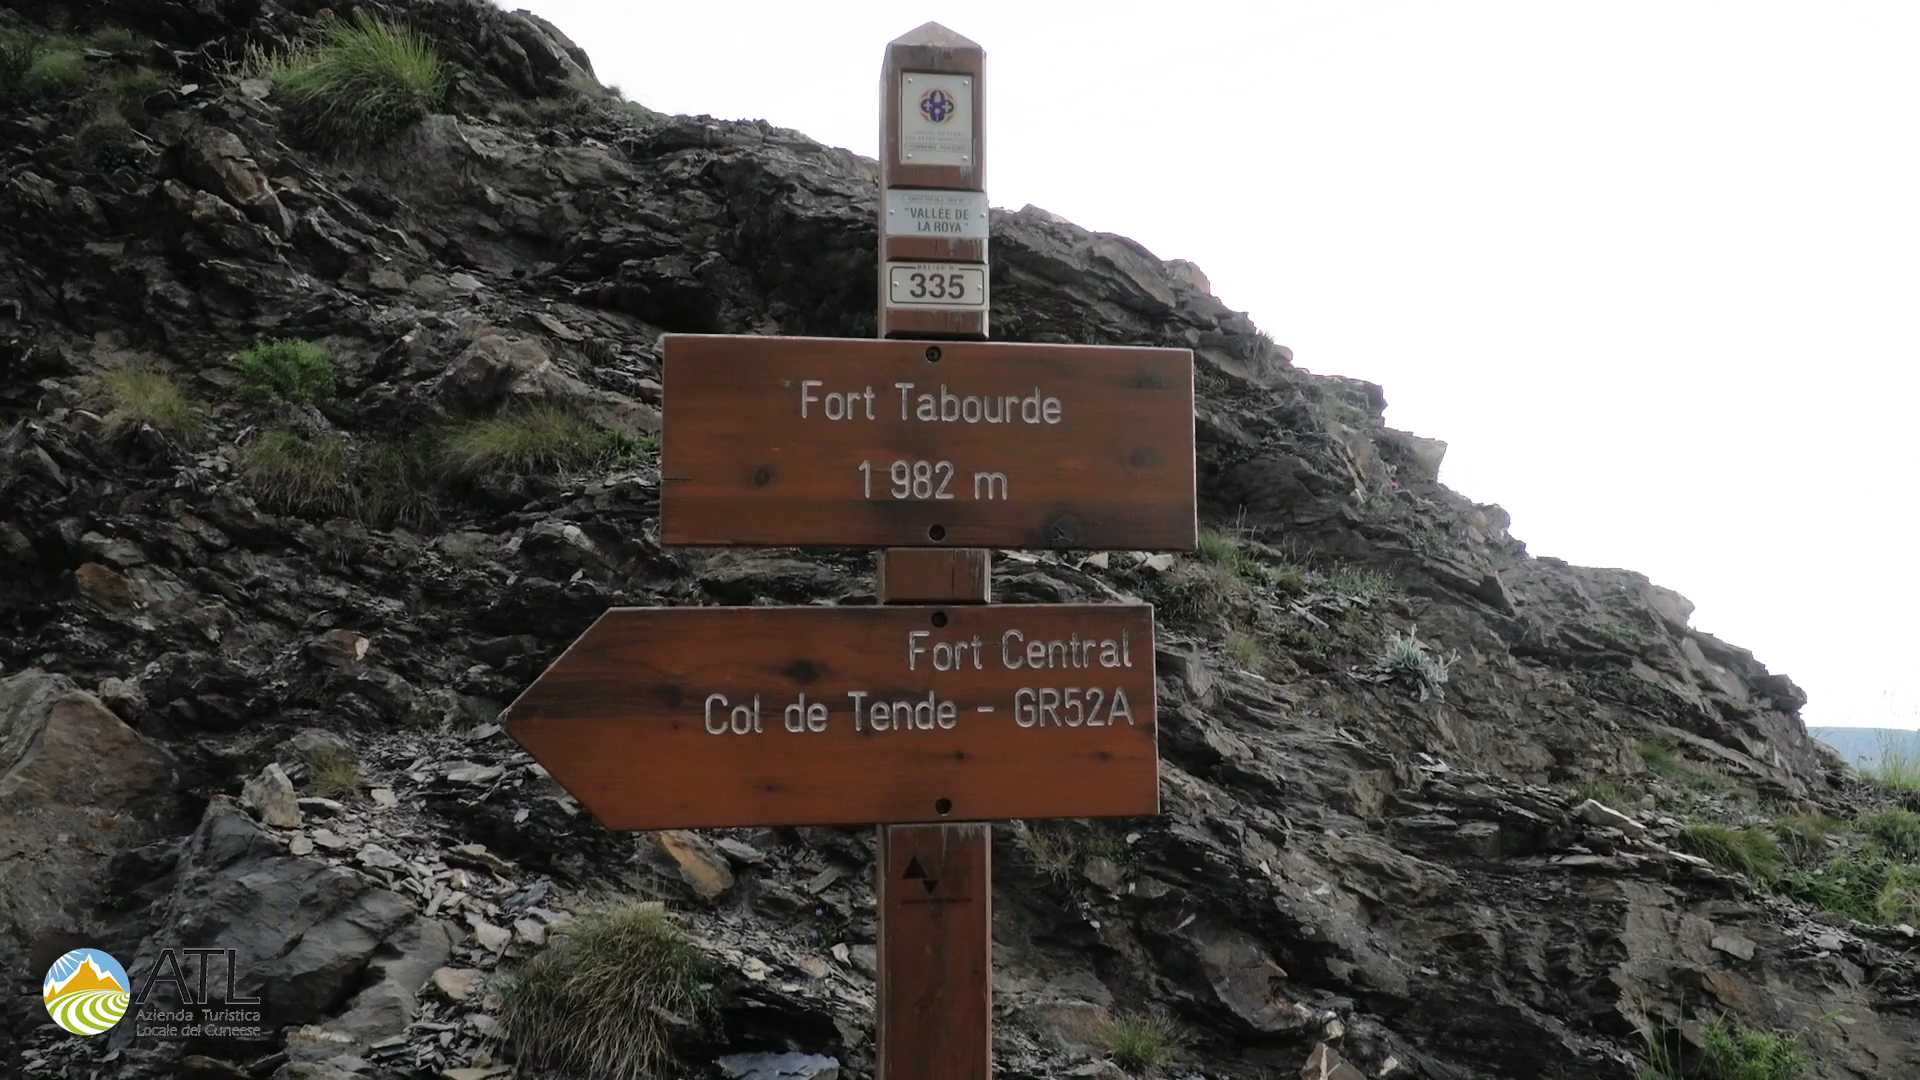 "VALLÉE DE
LA ROYA"
BALISE N°
335
Fort Tabourde
1 982 m
Fort Central
Col de Tende - GR52A
ATL
Azienda Turistica
Locale del Cuneese